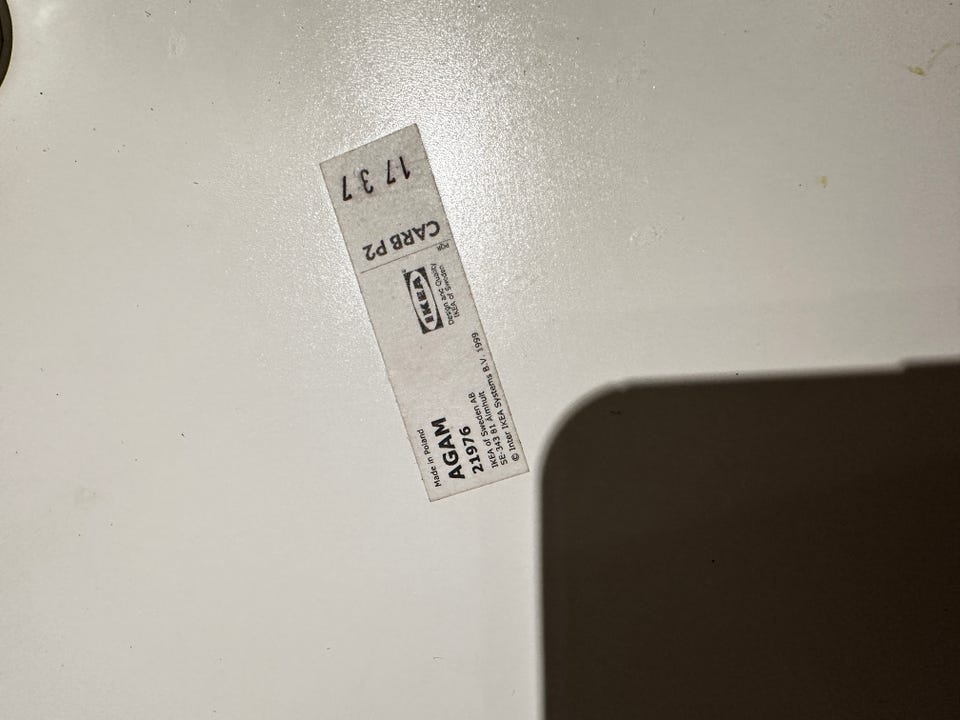 Made in Poland
AGAM
21976
IKEA of Sweden AB
SE-343 81 Älmhult
© Inter IKEA Systems B.V. 1999
IKEA®
Design and Quality
IKEA of Sweden
PQR
CARB P2
17 37